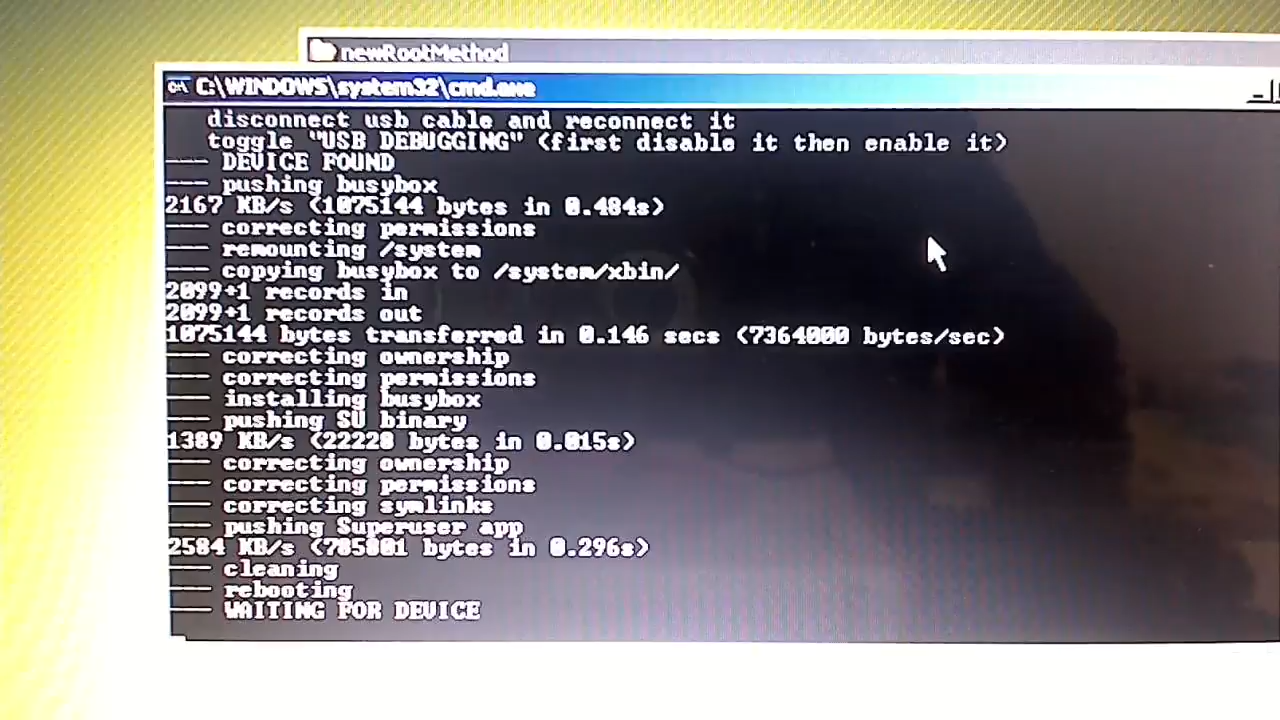 newRootMethod
C:\WINDOWS\system32\cmd.exe
disconnect usb cable and reconnect it
toggle "USB DEBUGGING" (first disable it then enable it)
--- DEVICE FOUND
--- pushing busybox
2167 KB/s (1075144 bytes in 0.484s)
--- correcting permissions
--- remounting /system
--- copying busybox to /system/xbin/
2099+1 records in
2099+1 records out
1075144 bytes transferred in 0.146 secs (7364000 bytes/sec)
--- correcting ownership
--- correcting permissions
--- installing busybox
--- pushing SU binary
1389 KB/s (22228 bytes in 0.015s)
--- correcting ownership
--- correcting permissions
--- correcting symlinks
--- pushing Superuser app
2584 KB/s (785801 bytes in 0.296s)
--- cleaning
--- rebooting
--- WAITING FOR DEVICE